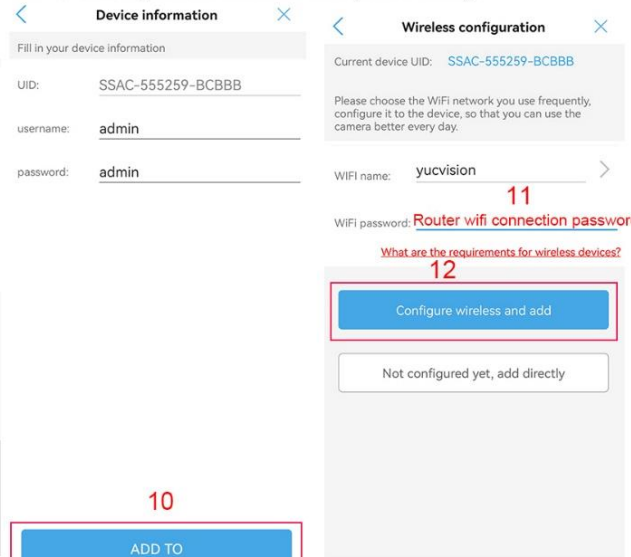 Device information
Fill in your device information
UID: SSAC-555259-BCBBB
username: admin
password: admin
10
ADD TO
Wireless configuration
Current device UID: SSAC-555259-BCBBB
Please choose the WiFi network you use frequently,
configure it to the device, so that you can use the
camera better every day.
WIFI name: yucvision
11
WiFi password: Router wifi connection passwor
What are the requirements for wireless devices?
12
Configure wireless and add
Not configured yet, add directly